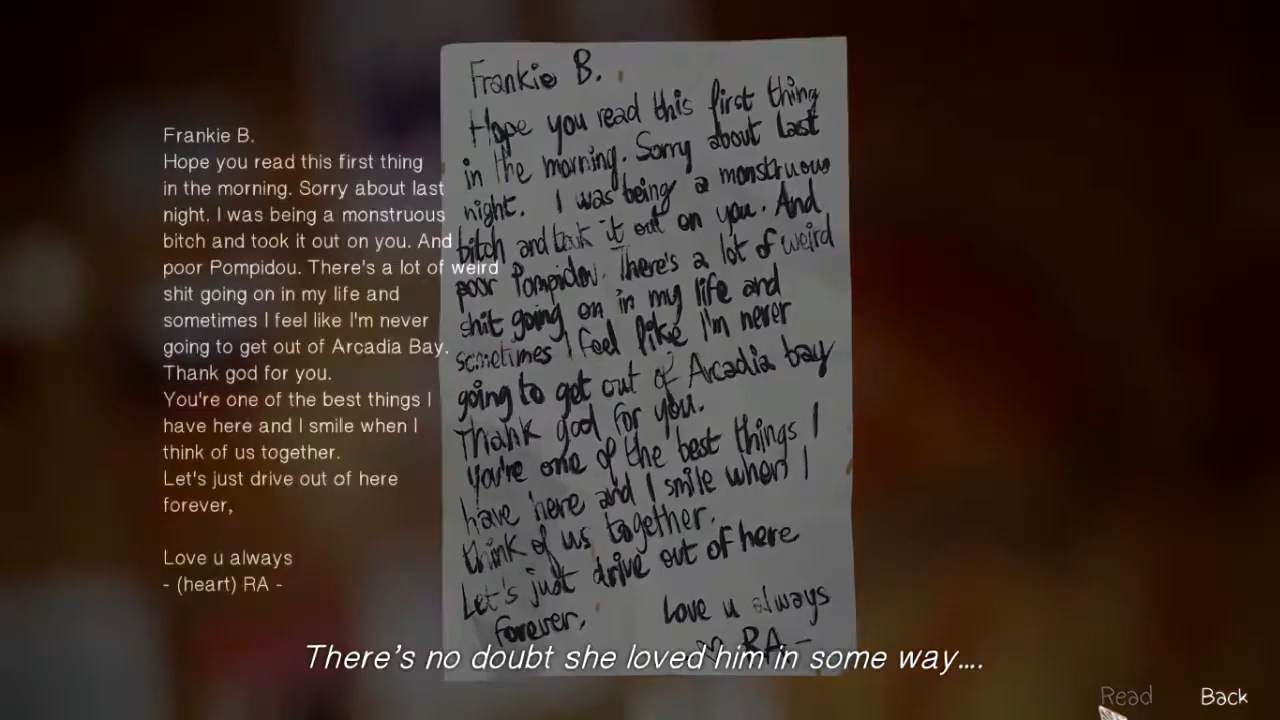 Frankie B.
Hope you read this first thing
in the morning. Sorry about last
night. I was being a monstruous
bitch and took it out on you. And
poor Pompidou. There's a lot of weird
shit going on in my life and
sometimes I feel like I'm never
going to get out of Arcadia Bay.
Thank god for you.
You're one of the best things I
have here and I smile when I
think of us together.
Let's just drive out of here
forever,
Love u always
- (heart) RA -
Frankie B.
Hope you read this first thing
in the morning. Sorry about Last
night. I was being a monstruous
bitch and took it out on you. And
poor Pompidou. There's a lot of weird
shit going on in my life and
sometimes I feel like I'm never
going to get out of Arcadia bay
Thank god for you.
You're one of the best things I
have here and I smile when I
think of us together.
Let's just drive out of here
forever,
Love u always
♡ RA -
There's no doubt she loved him in some way....
Read
Back